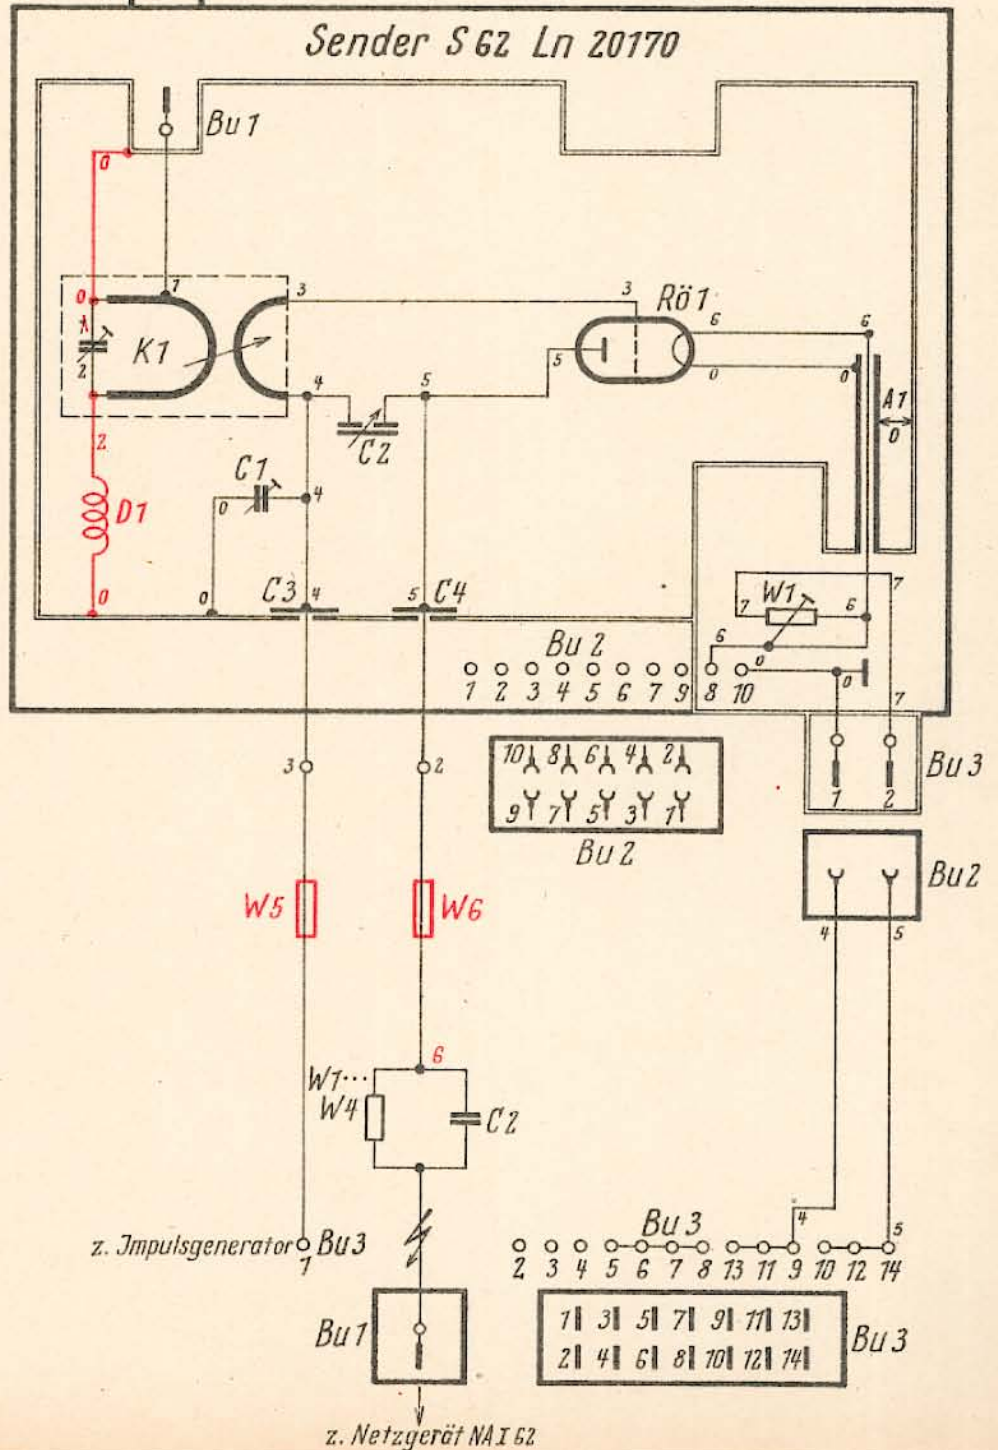 Sender S 62 Ln 20170
Bu 1
0
0
1
K1
2
3
3
Rö 1
6
6
5
0
0
A1
0
4
5
C2
2
C1
0
4
D1
0
0
C3
4
5
C4
W1
7
7
6
6
0
0
7
Bu 2
1 2 3 4 5 6 7 9 8 10
3
2
10 8 6 4 2
9 7 5 3 1
Bu 2
1 2
Bu 3
Bu 2
4 5
W5
W6
6
W1...
W4
C2
z. Impulsgenerator
1
Bu 3
4
5
Bu 3
2 3 4 5 6 7 8 13 11 9 10 12 14
1 3 5 7 9 11 13
2 4 6 8 10 12 14
Bu 3
Bu 1
z. Netzgerät NA I 62